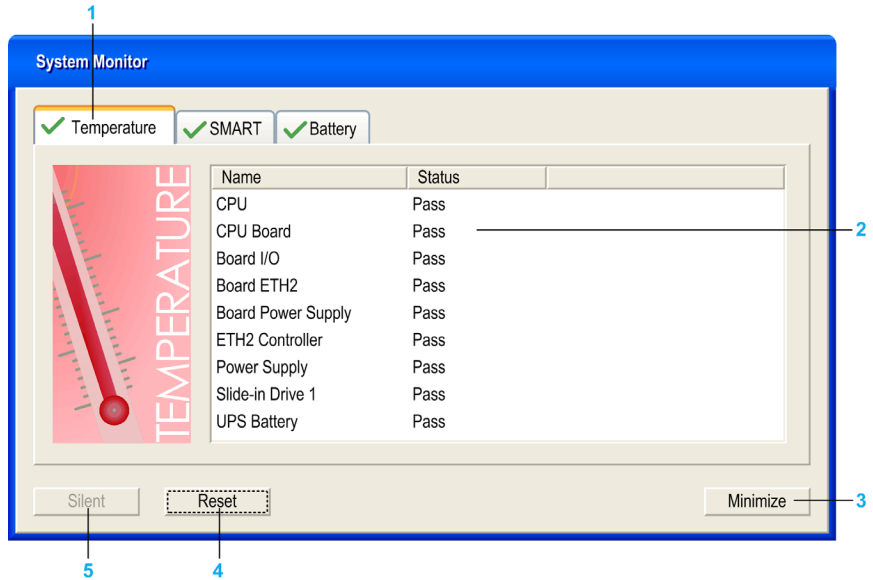 1
System Monitor
Temperature SMART Battery
TEMPERATURE
Name Status
CPU Pass
CPU Board Pass
2
Board I/O Pass
Board ETH2 Pass
Board Power Supply Pass
ETH2 Controller Pass
Power Supply Pass
Slide-in Drive 1 Pass
UPS Battery Pass
Silent Reset Minimize
3
5 4